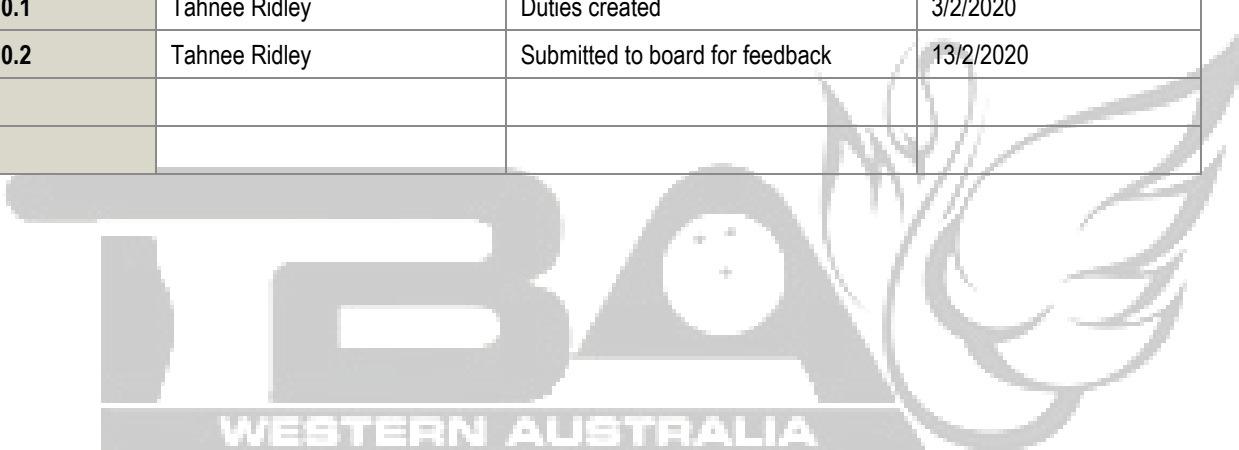 0.1 Tahnee Ridley Duties created 3/2/2020
0.2 Tahnee Ridley Submitted to board for feedback 13/2/2020
TBA
WESTERN AUSTRALIA